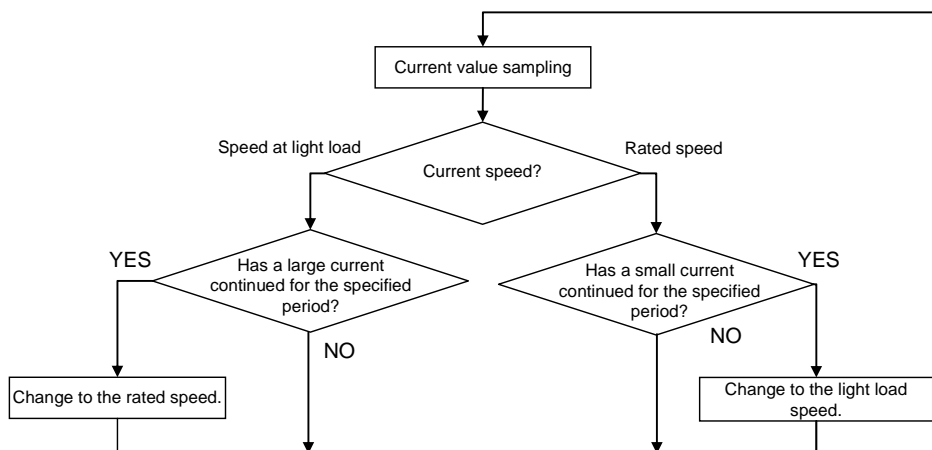 Current value sampling
Speed at light load
Rated speed
Current speed?
YES
Has a large current
continued for the specified
period?
NO
Has a small current
continued for the specified
period?
YES
NO
Change to the rated speed.
Change to the light load
speed.